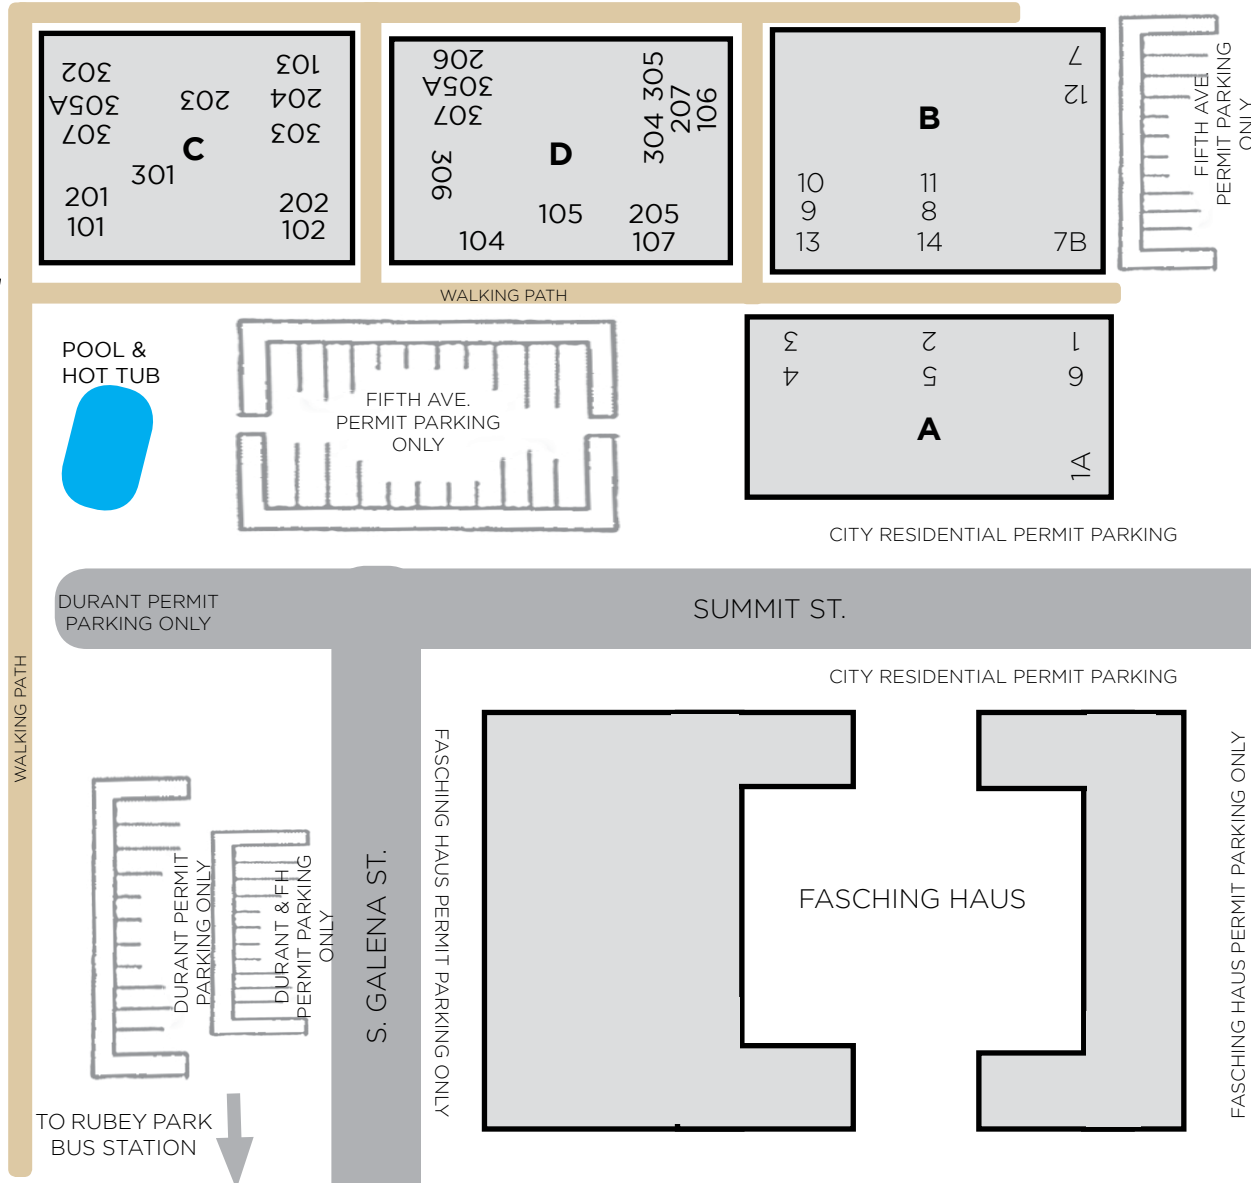 302
305A
307
203
103
204
303
C
301
201
101
202
102
206
305A
307
306
D
304 305
207
106
105
104
205
107
7
12
B
10
9
13
11
8
14
7B
FIFTH AVE.
PERMIT PARKING
ONLY
WALKING PATH
POOL &
HOT TUB
FIFTH AVE.
PERMIT PARKING
ONLY
3
4
2
5
1
6
A
1A
CITY RESIDENTIAL PERMIT PARKING
DURANT PERMIT
PARKING ONLY
SUMMIT ST.
CITY RESIDENTIAL PERMIT PARKING
WALKING PATH
DURANT PERMIT
PARKING ONLY
DURANT & FH
PERMIT PARKING
ONLY
S. GALENA ST.
FASCHING HAUS PERMIT PARKING ONLY
FASCHING HAUS
FASCHING HAUS PERMIT PARKING ONLY
TO RUBEY PARK
BUS STATION